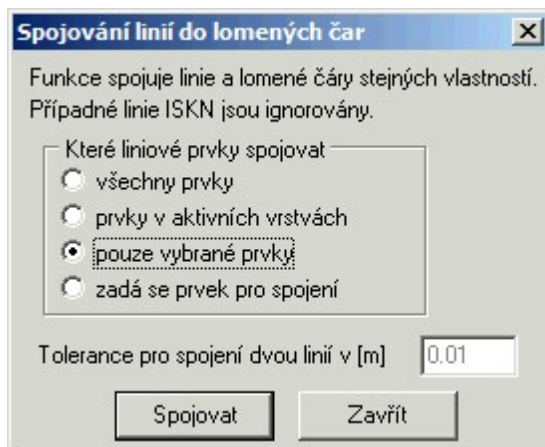 Spojování linií do lomených čar
Funkce spojuje linie a lomené čáry stejných vlastností.
Případné linie ISKN jsou ignorovány.
Které liniové prvky spojovat
všechny prvky
prvky v aktivních vrstvách
pouze vybrané prvky
zadá se prvek pro spojení
Tolerance pro spojení dvou linií v [m] 0.01
Spojovat Zavřít